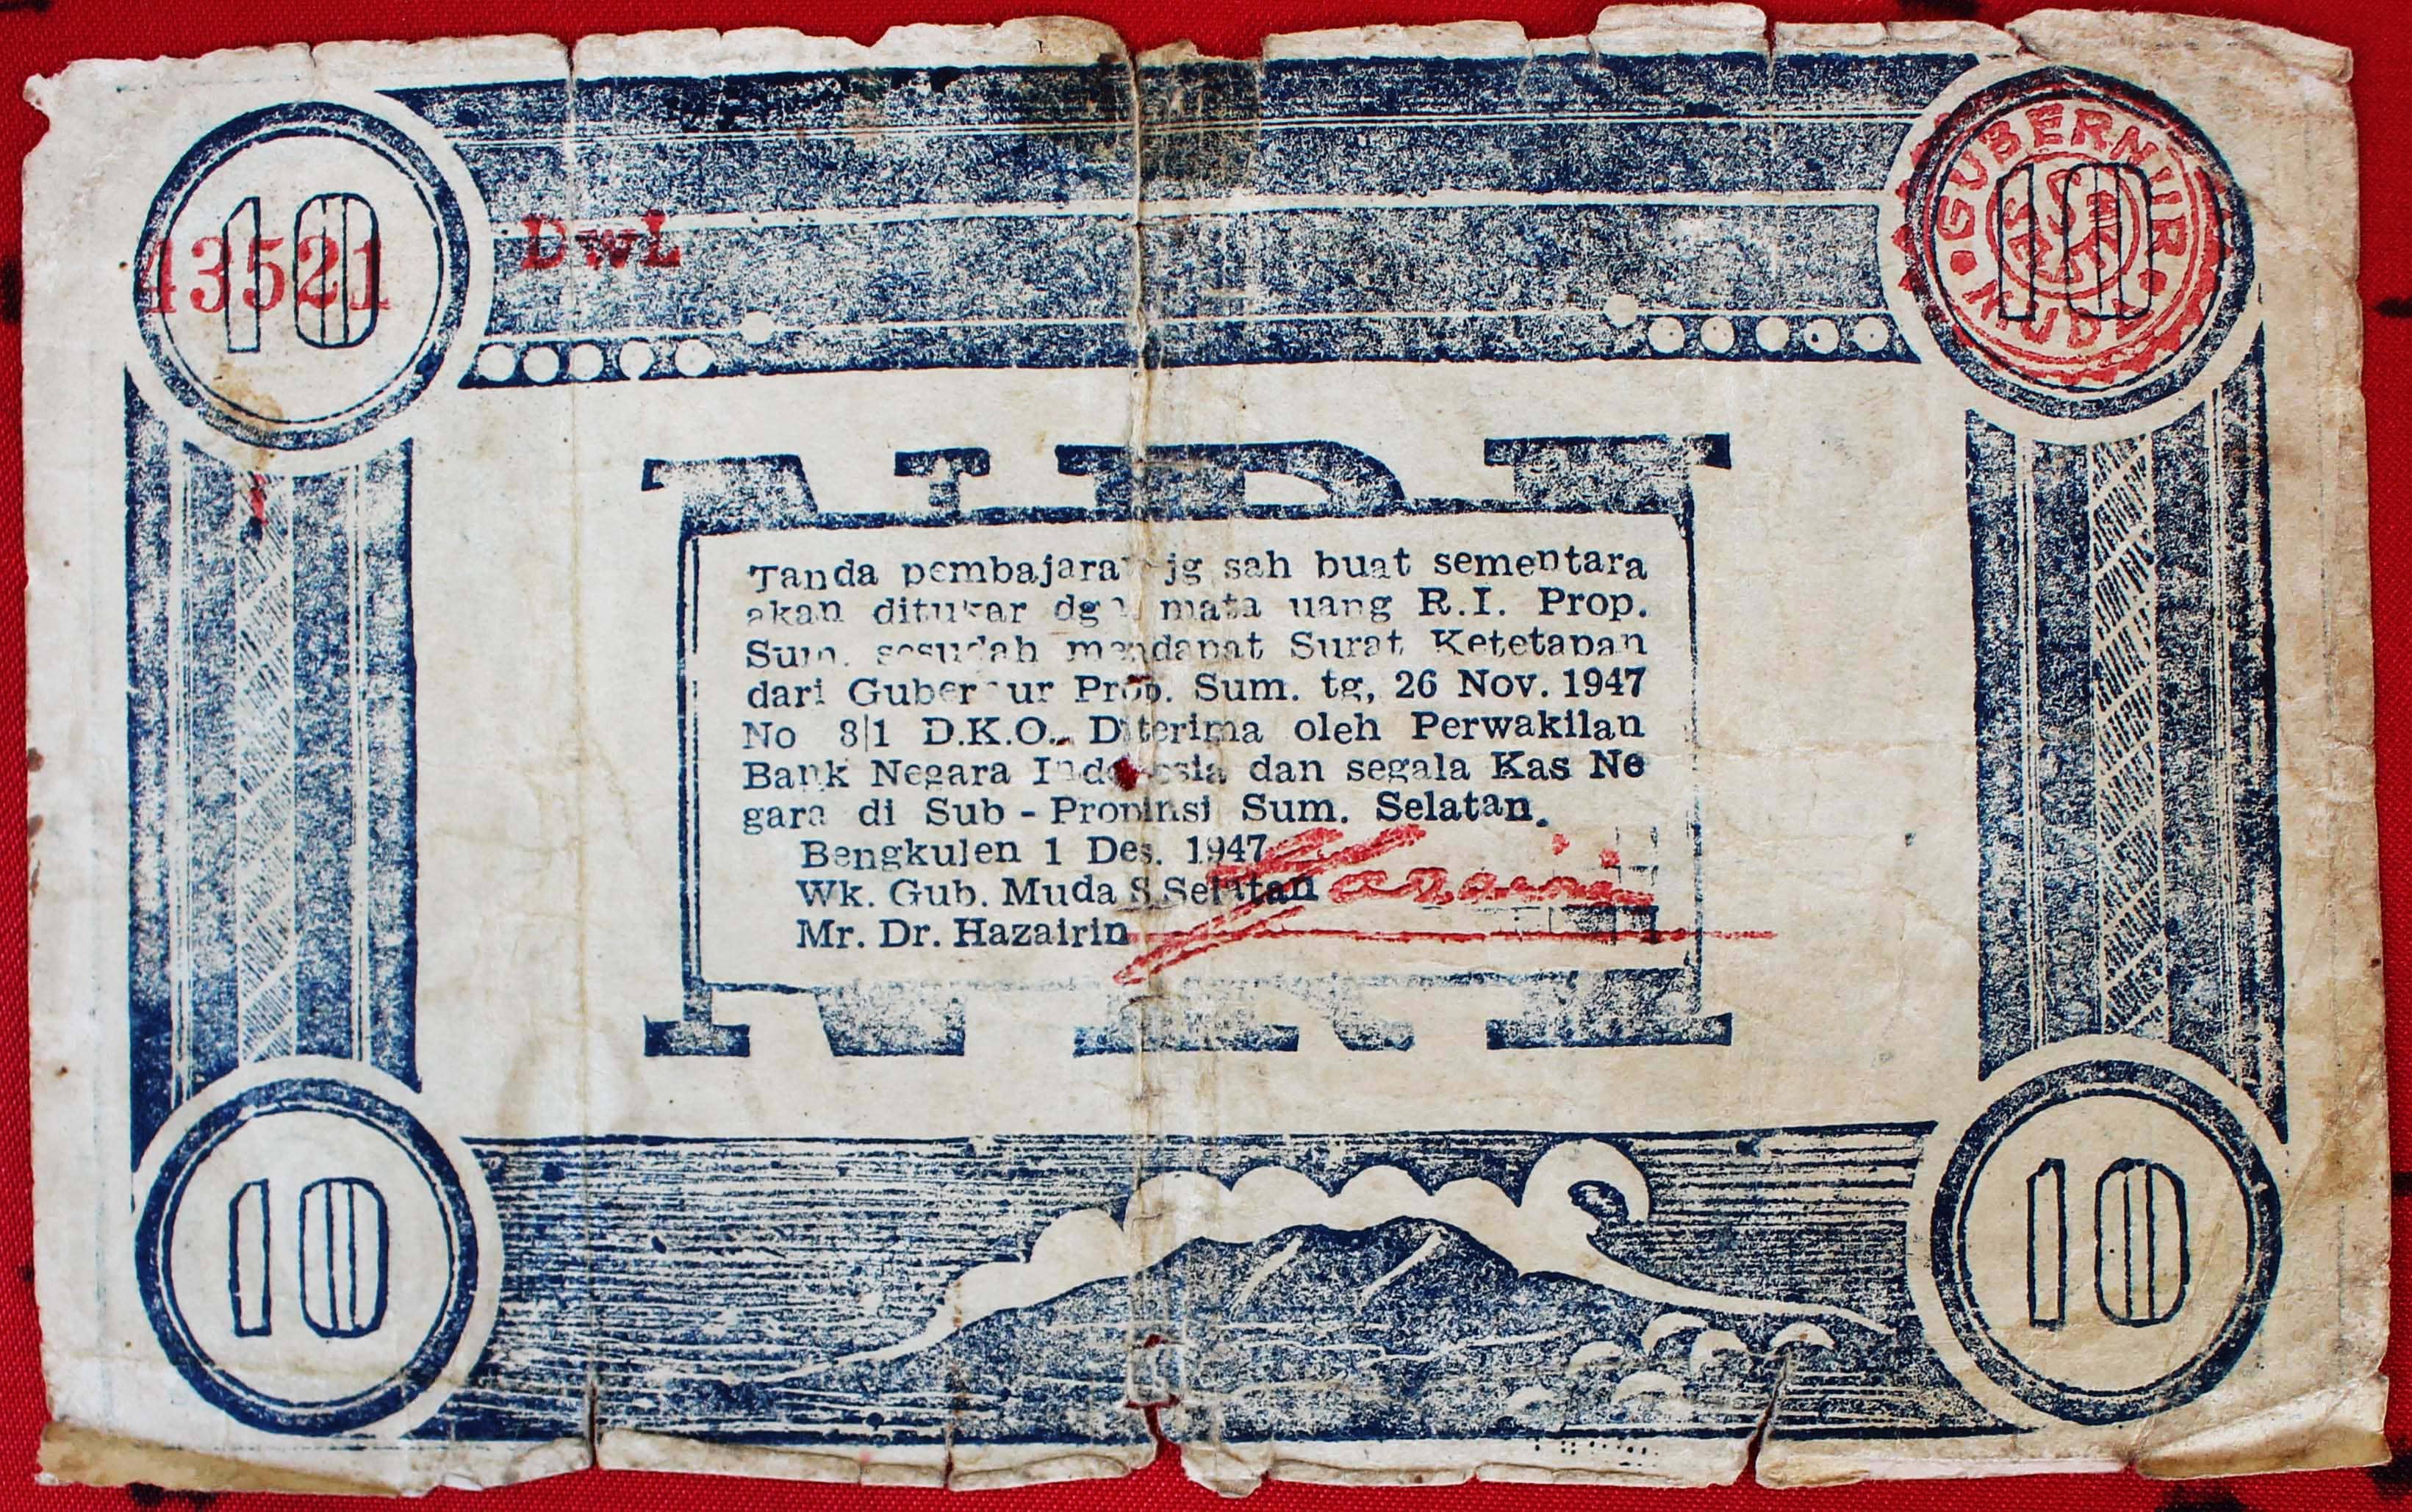 10
43521
DwL
10
GUBERNUR
MUDA
NRI
Tanda pembajaran jg sah buat sementara
akan ditukar dgn mata uang R.I. Prop.
Sum. sesudah mendapat Surat Ketetapan
dari Gubernur Prop. Sum. tg, 26 Nov. 1947
No 8|1 D.K.O. Diterima oleh Perwakilan
Bank Negara Indonesia dan segala Kas Ne
gara di Sub - Propinsi Sum. Selatan.
Bengkulen 1 Des. 1947
Wk. Gub. Muda S. Selatan
Mr. Dr. Hazairin
Hazairin
10
10